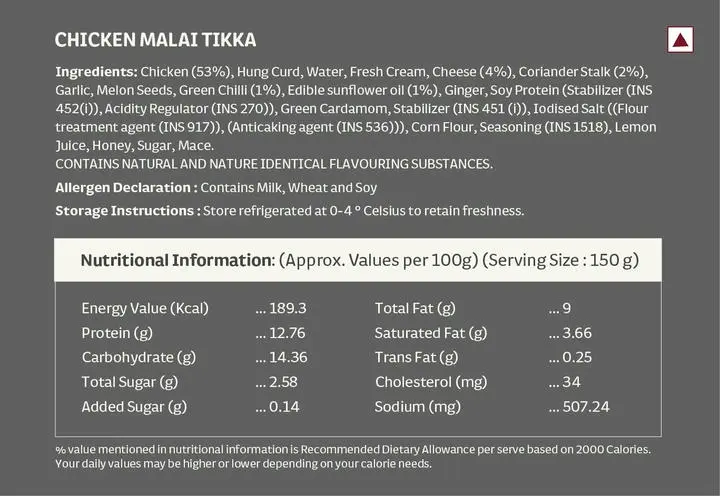 CHICKEN MALAI TIKKA
Ingredients: Chicken (53%), Hung Curd, Water, Fresh Cream, Cheese (4%), Coriander Stalk (2%),
Garlic, Melon Seeds, Green Chilli (1%), Edible sunflower oil (1%), Ginger, Soy Protein (Stabilizer (INS
452(i)), Acidity Regulator (INS 270)), Green Cardamom, Stabilizer (INS 451 (i)), Iodised Salt ((Flour
treatment agent (INS 917)), (Anticaking agent (INS 536))), Corn Flour, Seasoning (INS 1518), Lemon
Juice, Honey, Sugar, Mace.
CONTAINS NATURAL AND NATURE IDENTICAL FLAVOURING SUBSTANCES.
Allergen Declaration : Contains Milk, Wheat and Soy
Storage Instructions : Store refrigerated at 0-4 ° Celsius to retain freshness.
Nutritional Information: (Approx. Values per 100g) (Serving Size : 150 g)
Energy Value (Kcal) ... 189.3 Total Fat (g) ... 9
Protein (g) ... 12.76 Saturated Fat (g) ... 3.66
Carbohydrate (g) ... 14.36 Trans Fat (g) ... 0.25
Total Sugar (g) ... 2.58 Cholesterol (mg) ... 34
Added Sugar (g) ... 0.14 Sodium (mg) ... 507.24
% value mentioned in nutritional information is Recommended Dietary Allowance per serve based on 2000 Calories.
Your daily values may be higher or lower depending on your calorie needs.